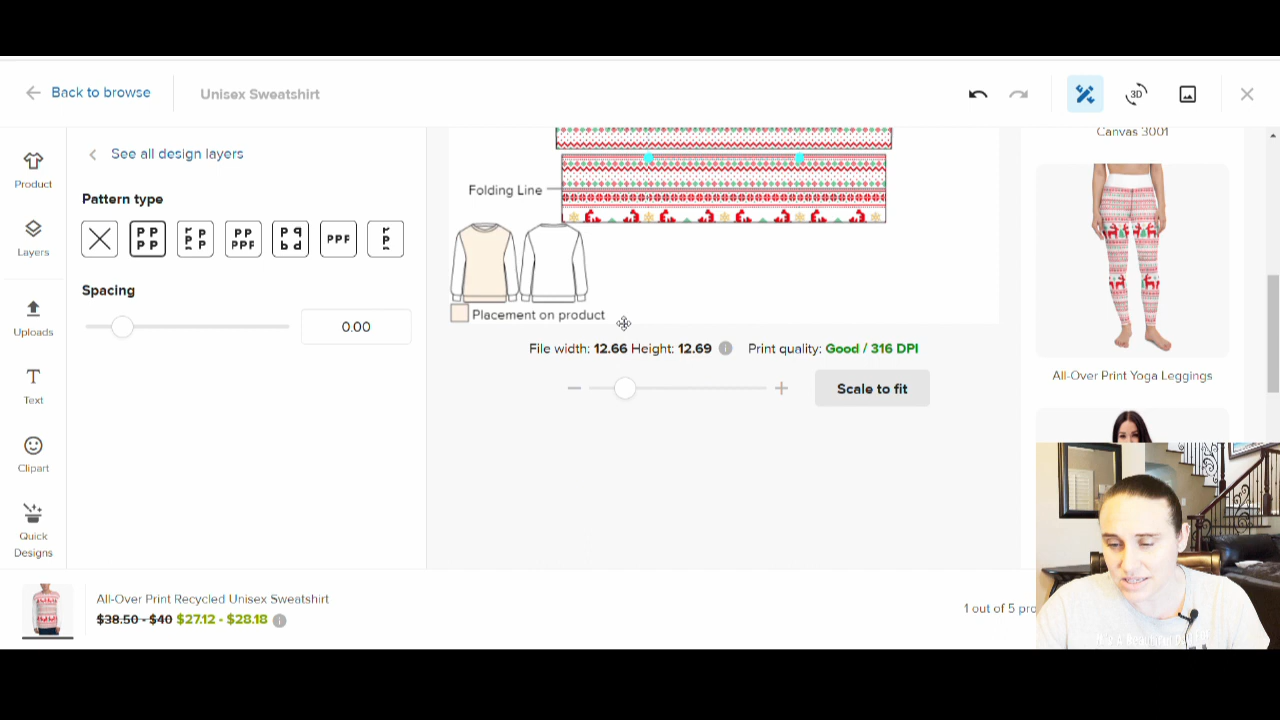 Back to browse
Unisex Sweatshirt
3D
Product
Layers
Uploads
Text
Clipart
Quick
Designs
See all design layers
Pattern type
Spacing
0.00
Folding Line
Placement on product
File width: 12.66 Height: 12.69
Print quality: Good / 316 DPI
Scale to fit
Canvas 3001
All-Over Print Yoga Leggings
All-Over Print Recycled Unisex Sweatshirt
$38.50 - $40 $27.12 - $28.18
1 out of 5 pro